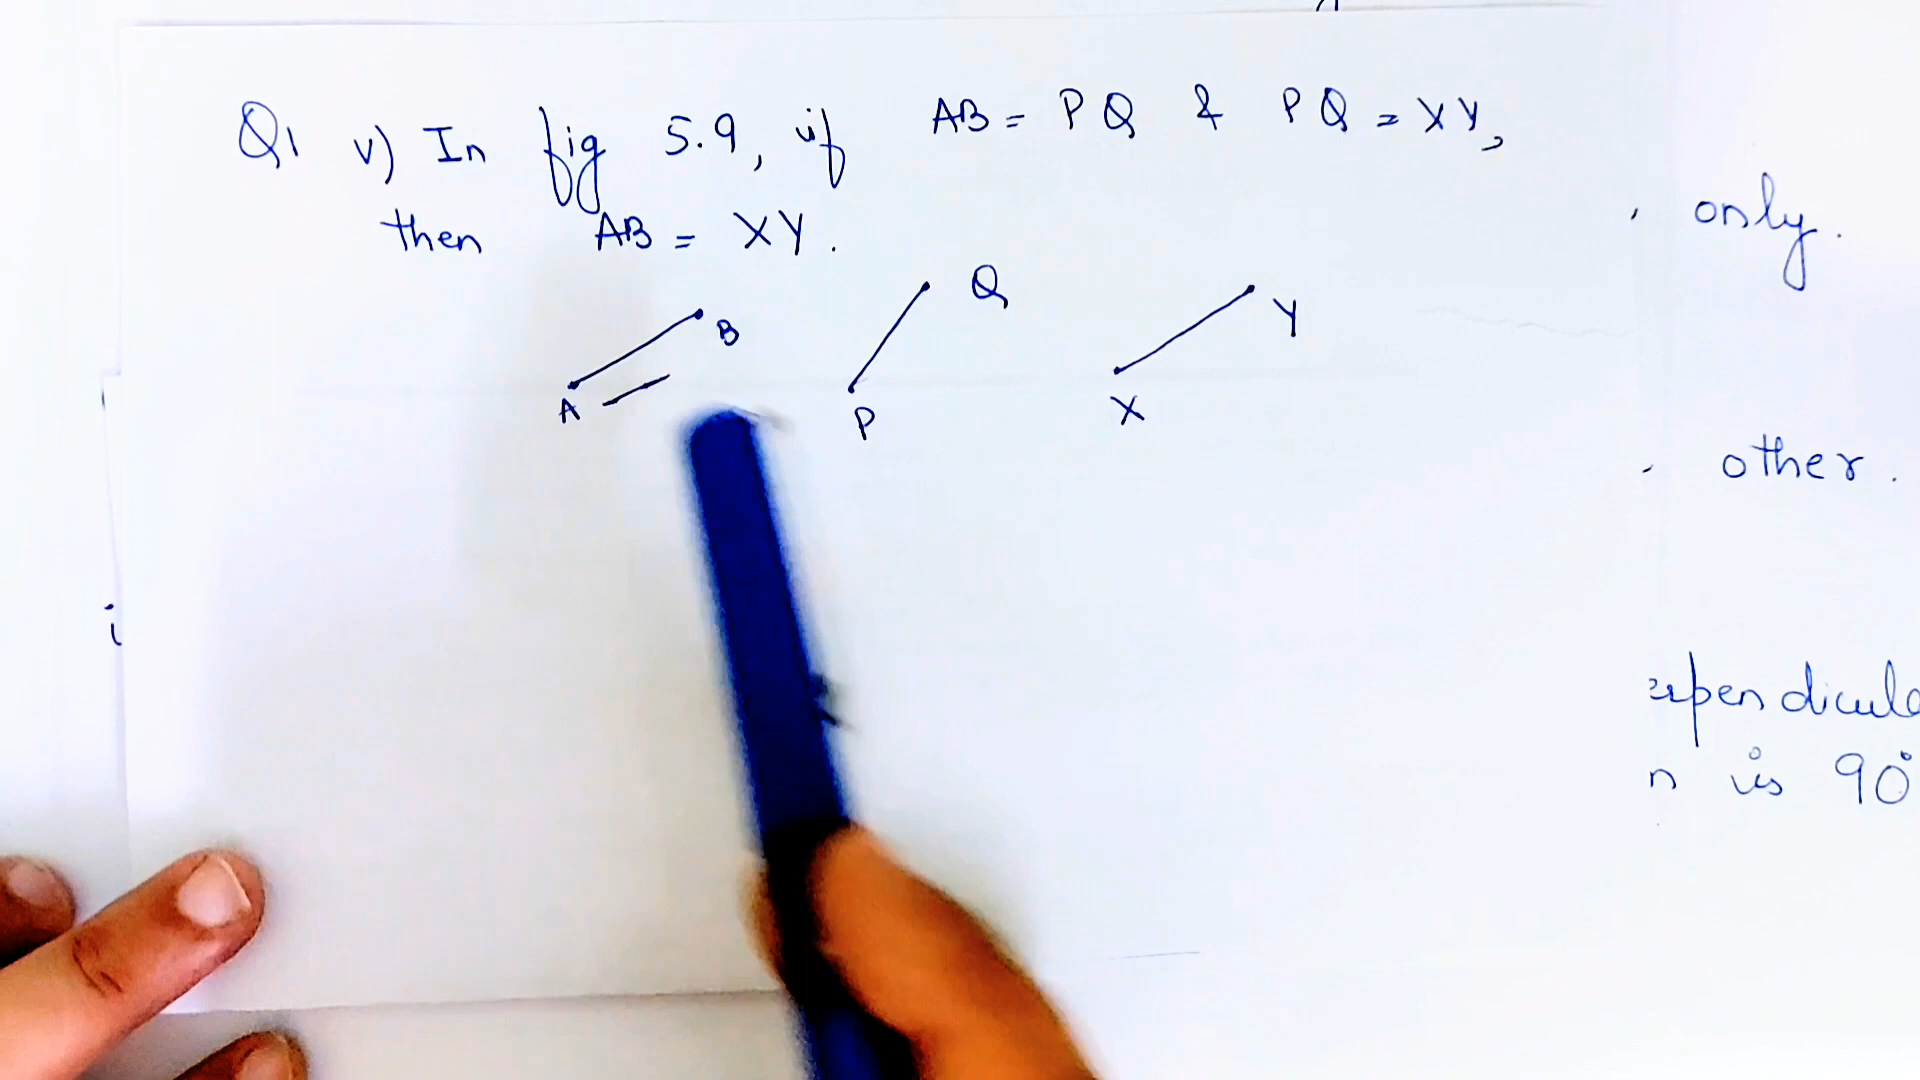 Q1 v) In fig 5.9, if AB = PQ & PQ = XY,
then AB = XY.
only.
B
Q
Y
A
P
X
other.
i
n is 90°